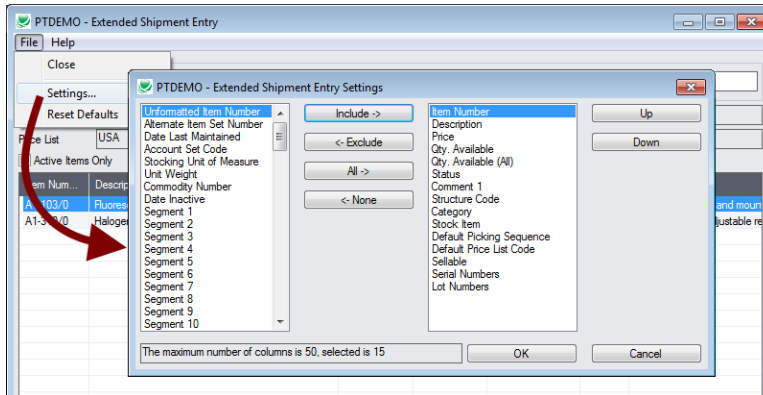 PTDEMO - Extended Shipment Entry
File Help
Close
Settings...
Reset Defaults
List
USA
Active Items Only
Item Num...
Descrip
A1-103/0
Fluores
and moun
Haloge
justable re
PTDEMO - Extended Shipment Entry Settings
Unformatted Item Number
Alternate Item Set Number
Date Last Maintained
Account Set Code
Stocking Unit of Measure
Unit Weight
Commodity Number
Date Inactive
Segment 1
Segment 2
Segment 3
Segment 4
Segment 5
Segment 6
Segment 7
Segment 8
Segment 9
Segment 10
Include ->
<- Exclude
All ->
<- None
Item Number
Description
Price
Qty. Available
Qty. Available (All)
Status
Comment 1
Structure Code
Category
Stock Item
Default Picking Sequence
Default Price List Code
Sellable
Serial Numbers
Lot Numbers
Up
Down
The maximum number of columns is 50, selected is 15
OK
Cancel